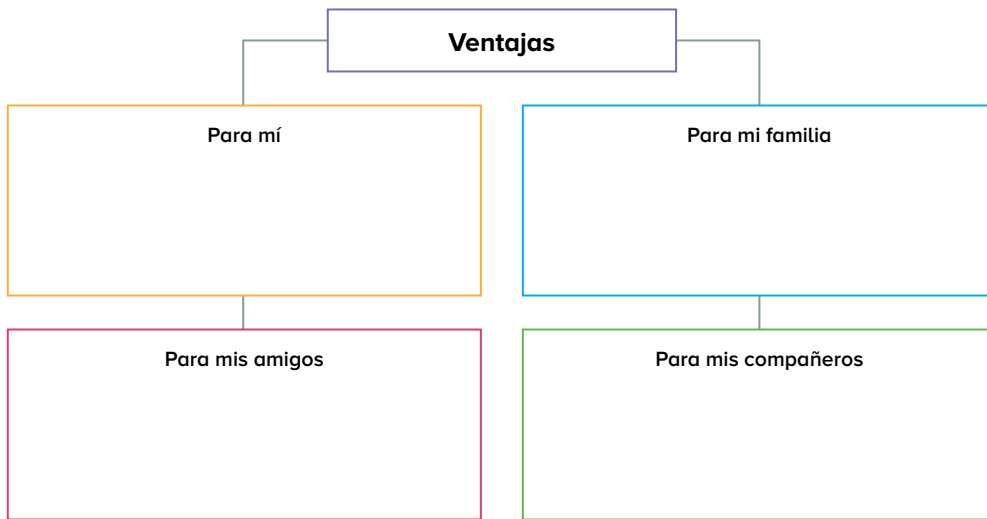 Ventajas
Para mí
Para mi familia
Para mis amigos
Para mis compañeros